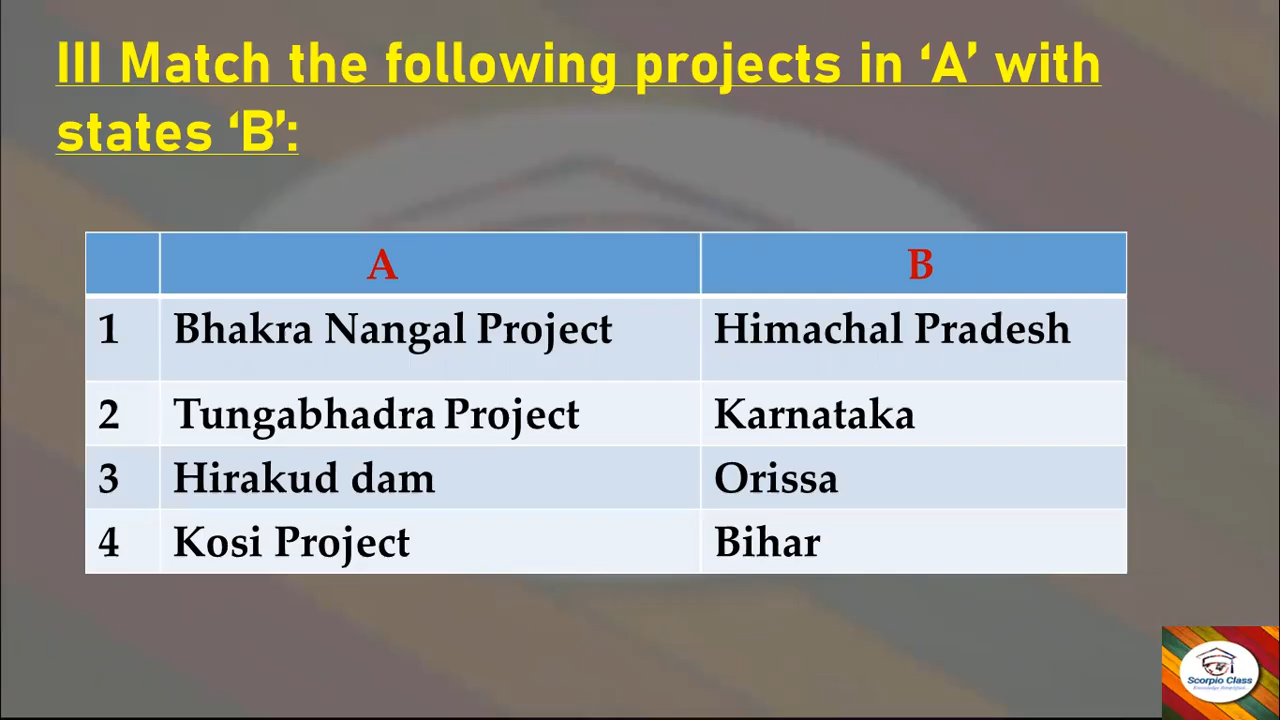 III Match the following projects in ‘A’ with
states ‘B’:
A B
1 Bhakra Nangal Project Himachal Pradesh
2 Tungabhadra Project Karnataka
3 Hirakud dam Orissa
4 Kosi Project Bihar
Scorpio Class